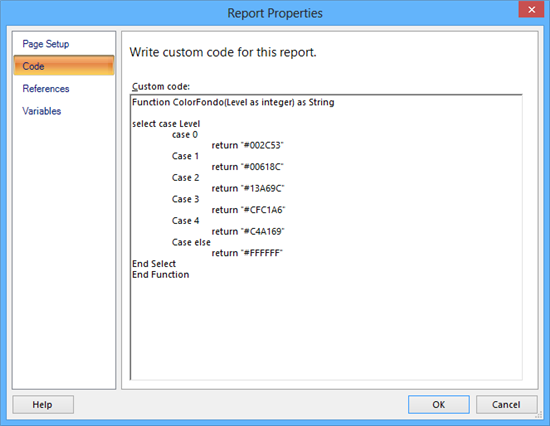 Report Properties
Page Setup
Code
References
Variables
Write custom code for this report.
Custom code:
Function ColorFondo(Level as integer) as String
select case Level
case 0
return "#002C53"
Case 1
return "#00618C"
Case 2
return "#13A69C"
Case 3
return "#CFC1A6"
Case 4
return "#C4A169"
Case else
return "#FFFFFF"
End Select
End Function
Help
OK
Cancel